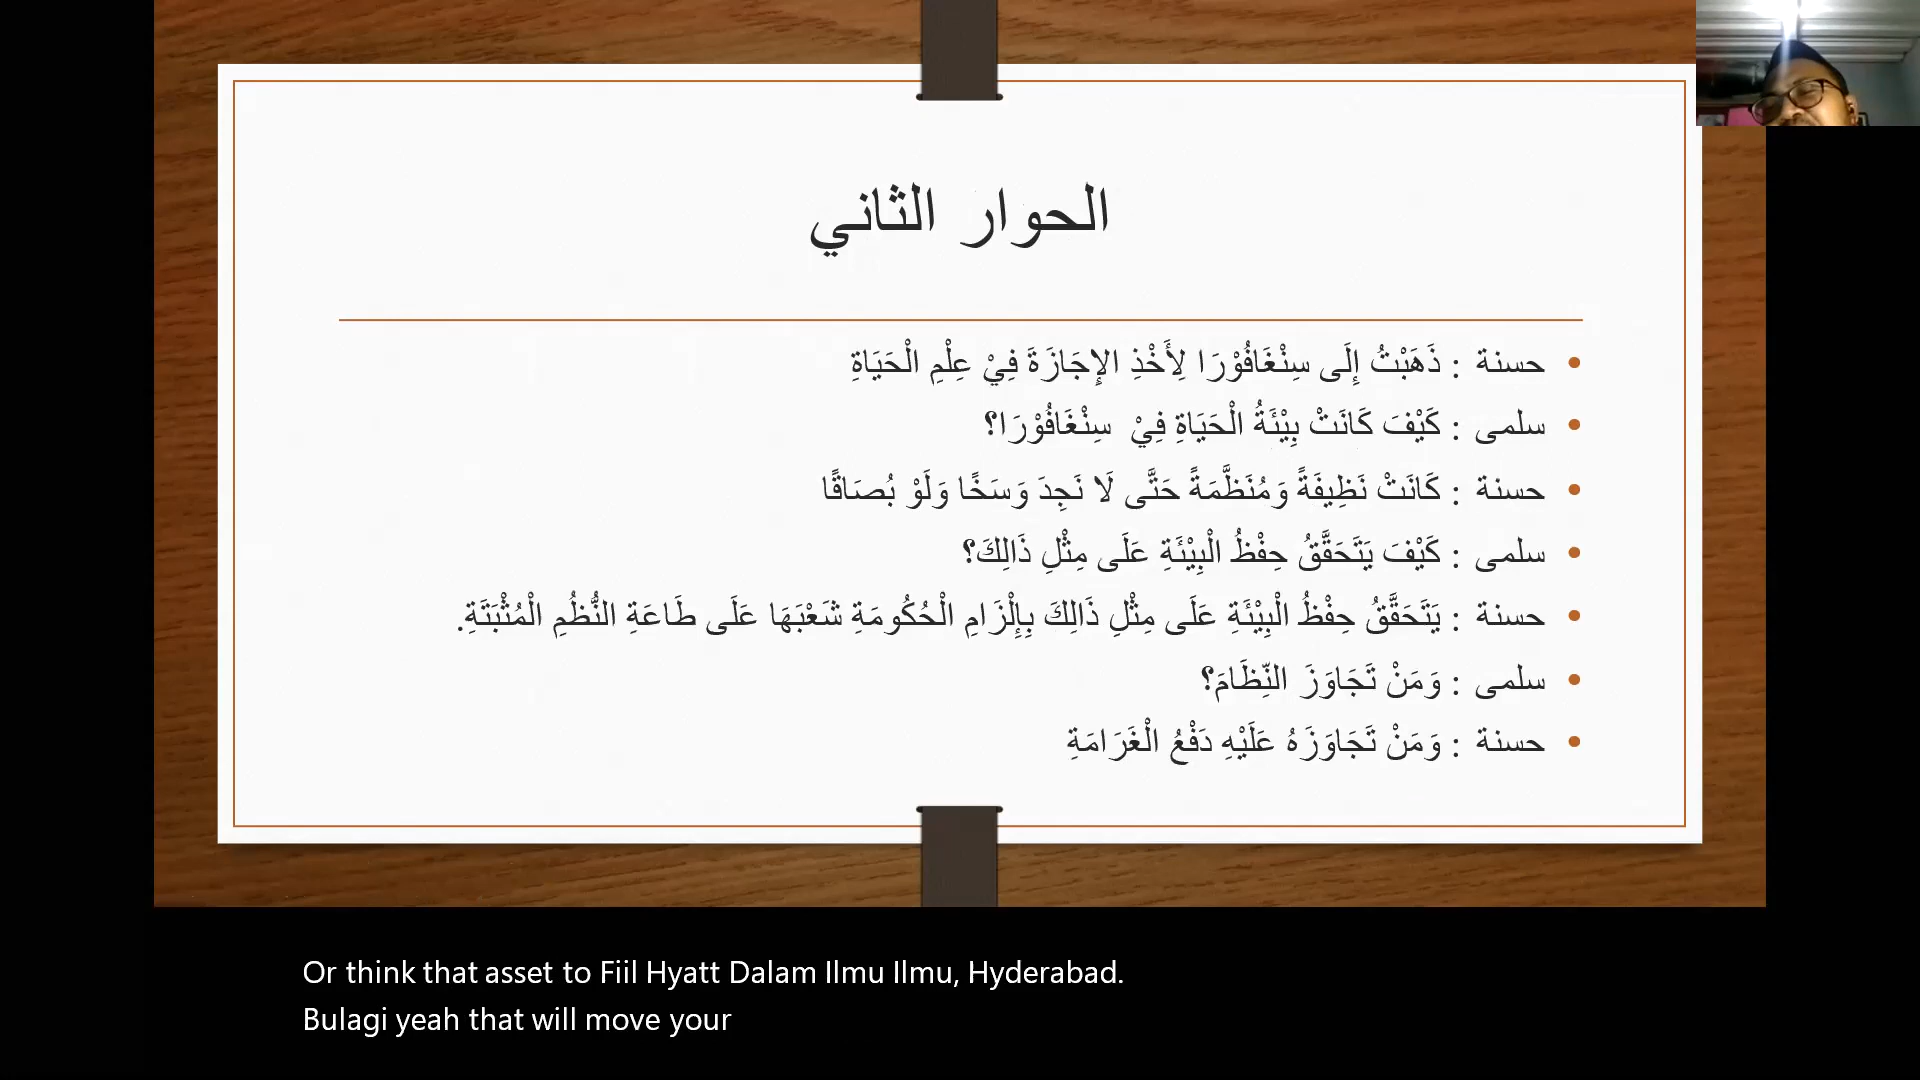 الحوار الثاني
• حسنة : ذَهَبْتُ إِلَى سِنْغَافُوْرَا لِأَخْذِ الإِجَازَةَ فِيْ عِلْمِ الْحَيَاةِ
• سلمى : كَيْفَ كَانَتْ بِيْئَةُ الْحَيَاةِ فِيْ سِنْغَافُوْرَا؟
• حسنة : كَانَتْ نَظِيفَةً وَمُنَظَّمَةً حَتَّى لَا نَجِدَ وَسَخًا وَلَوْ بُصَاقًا
• سلمى : كَيْفَ يَتَحَقَّقُ حِفْظُ الْبِيْئَةِ عَلَى مِثْلِ ذَالِكَ؟
• حسنة : يَتَحَقَّقُ حِفْظُ الْبِيْئَةِ عَلَى مِثْلِ ذَالِكَ بِإِلْزَامِ الْحُكُومَةِ شَعْبَهَا عَلَى طَاعَةِ النُّظُمِ الْمُثْبَتَةِ.
• سلمى : وَمَنْ تَجَاوَزَ النِّظَامَ؟
• حسنة : وَمَنْ تَجَاوَزَهُ عَلَيْهِ دَفْعُ الْغَرَامَةِ
Or think that asset to Fiil Hyatt Dalam Ilmu Ilmu, Hyderabad.
Bulagi yeah that will move your